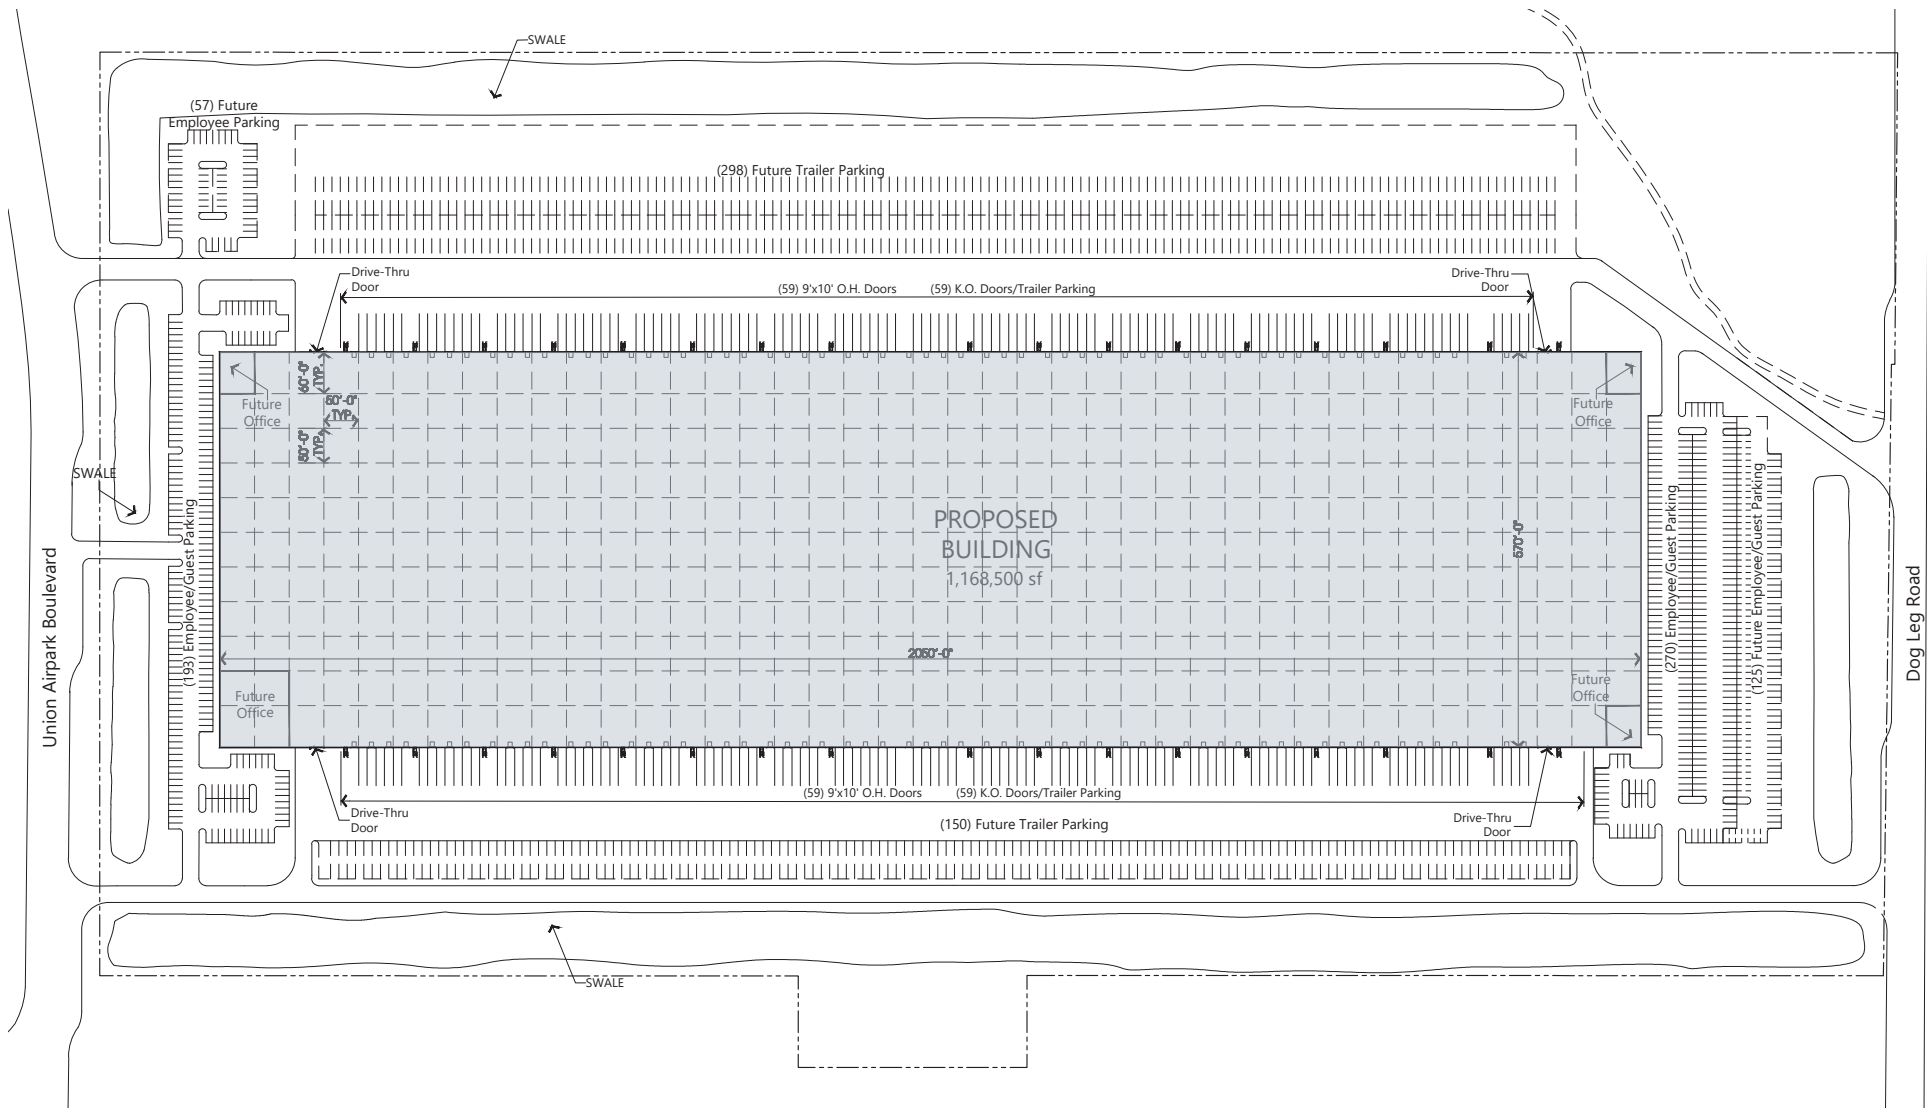 SWALE
(57) Future
Employee Parking
(298) Future Trailer Parking
Drive-Thru
Door
(59) 9'x10' O.H. Doors (59) K.O. Doors/Trailer Parking
Drive-Thru
Door
60'-0"
TYP.
50'-0"
TYP.
50'-0"
TYP.
Future
Office
Future
Office
SWALE
PROPOSED
BUILDING
1,168,500 sf
570'-0"
2050'-0"
Union Airpark Boulevard
(193) Employee/Guest Parking
(270) Employee/Guest Parking
(125) Future Employee/Guest Parking
Dog Leg Road
Future
Office
Future
Office
(59) 9'x10' O.H. Doors (59) K.O. Doors/Trailer Parking
Drive-Thru
Door
(150) Future Trailer Parking
Drive-Thru
Door
SWALE